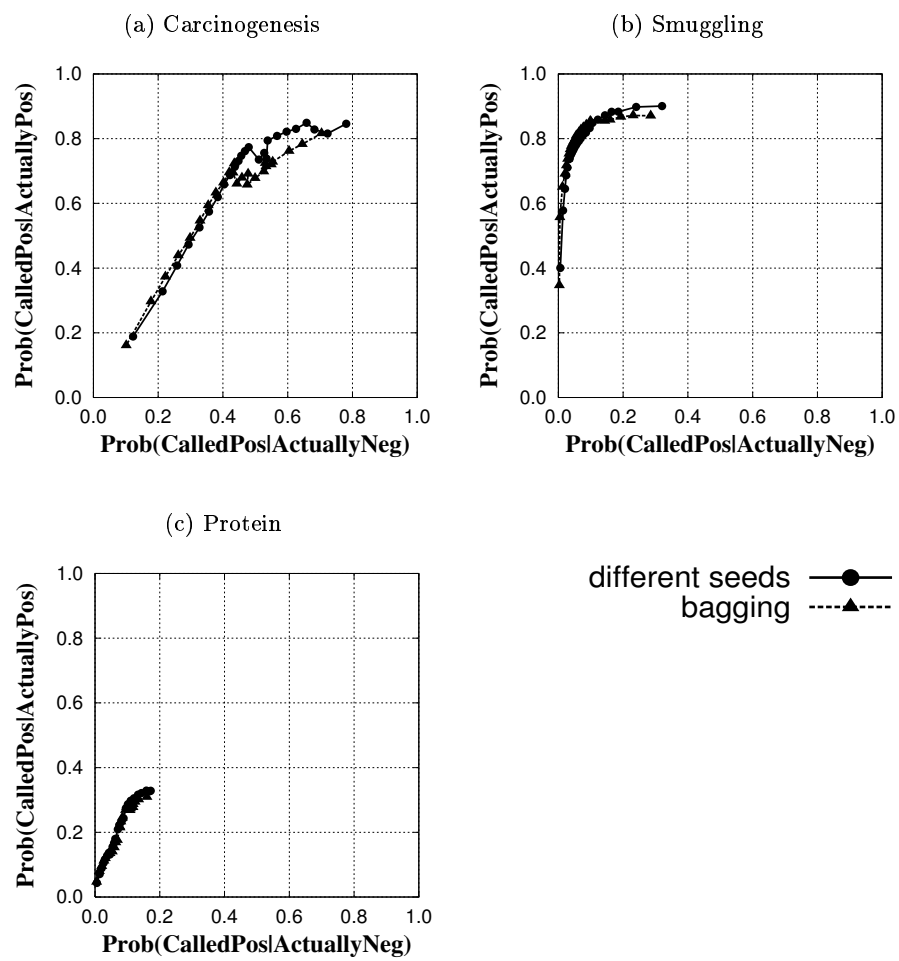 (a) Carcinogenesis
(b) Smuggling
1.0
0.8
0.6
0.4
0.2
0.0
0.0 0.2 0.4 0.6 0.8 1.0
Prob(CalledPos|ActuallyPos)
Prob(CalledPos|ActuallyNeg)
1.0
0.8
0.6
0.4
0.2
0.0
0.0 0.2 0.4 0.6 0.8 1.0
Prob(CalledPos|ActuallyPos)
Prob(CalledPos|ActuallyNeg)
(c) Protein
1.0
0.8
0.6
0.4
0.2
0.0
0.0 0.2 0.4 0.6 0.8 1.0
Prob(CalledPos|ActuallyPos)
Prob(CalledPos|ActuallyNeg)
different seeds
bagging